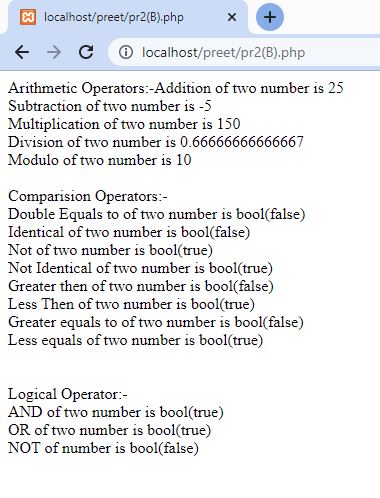 localhost/preet/pr2(B).php
localhost/preet/pr2(B).php
Arithmetic Operators:-Addition of two number is 25
Subtraction of two number is -5
Multiplication of two number is 150
Division of two number is 0.66666666666667
Modulo of two number is 10
Comparision Operators:-
Double Equals to of two number is bool(false)
Identical of two number is bool(false)
Not of two number is bool(true)
Not Identical of two number is bool(true)
Greater then of two number is bool(false)
Less Then of two number is bool(true)
Greater equals to of two number is bool(false)
Less equals of two number is bool(true)
Logical Operator:-
AND of two number is bool(true)
OR of two number is bool(true)
NOT of number is bool(false)